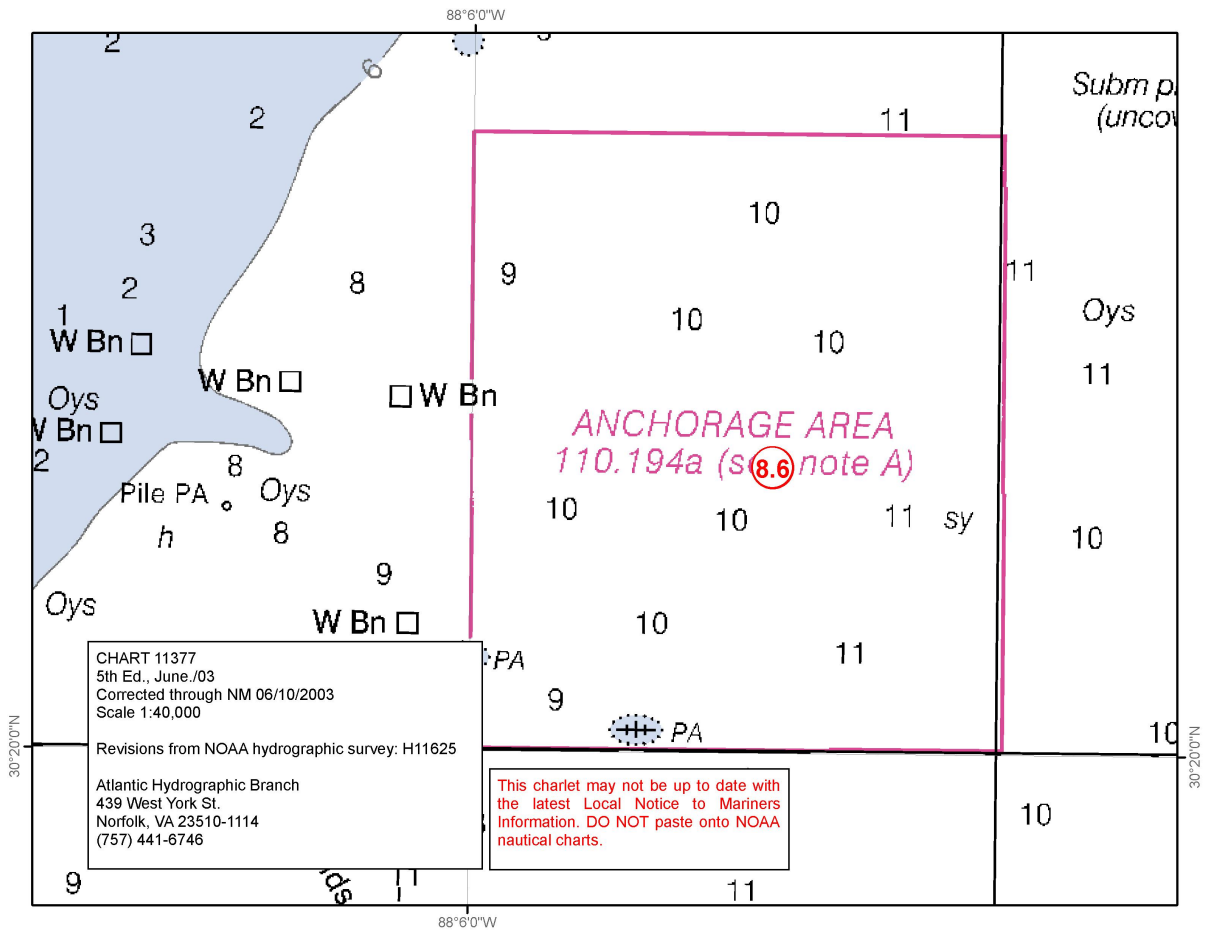 88°6'0"W
2
6
11
Subm
2
10
3
9
11
8
2
Oys
1
10
10
W Bn
11
W Bn
W Bn
Oys
ANCHORAGE AREA
W Bn
110.194a (see note A)
8.6
2
8
Pile PA
Oys
10
10
11
sy
h
8
10
9
Oys
W Bn
10
11
PA
CHART 11377
5th Ed., June./03
Corrected through NM 06/10/2003
Scale 1:40,000
9
PA
10
30°20'0"N
30°20'0"N
Revisions from NOAA hydrographic survey: H11625
Atlantic Hydrographic Branch
439 West York St.
Norfolk, VA 23510-1114
(757) 441-6746
This charlet may not be up to date with
the latest Local Notice to Mariners
Information. DO NOT paste onto NOAA
nautical charts.
10
9
11
88°6'0"W